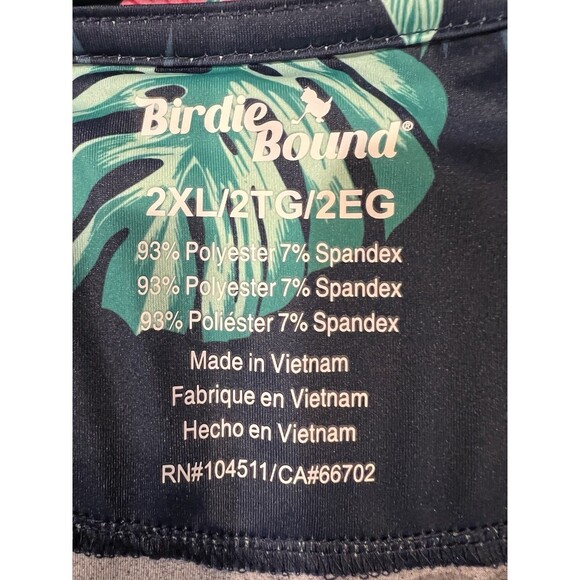 Birdie
Bound®
2XL/2TG/2EG
93% Polyester 7% Spandex
93% Polyester 7% Spandex
93% Poliéster 7% Spandex
Made in Vietnam
Fabrique en Vietnam
Hecho en Vietnam
RN#104511/CA#66702